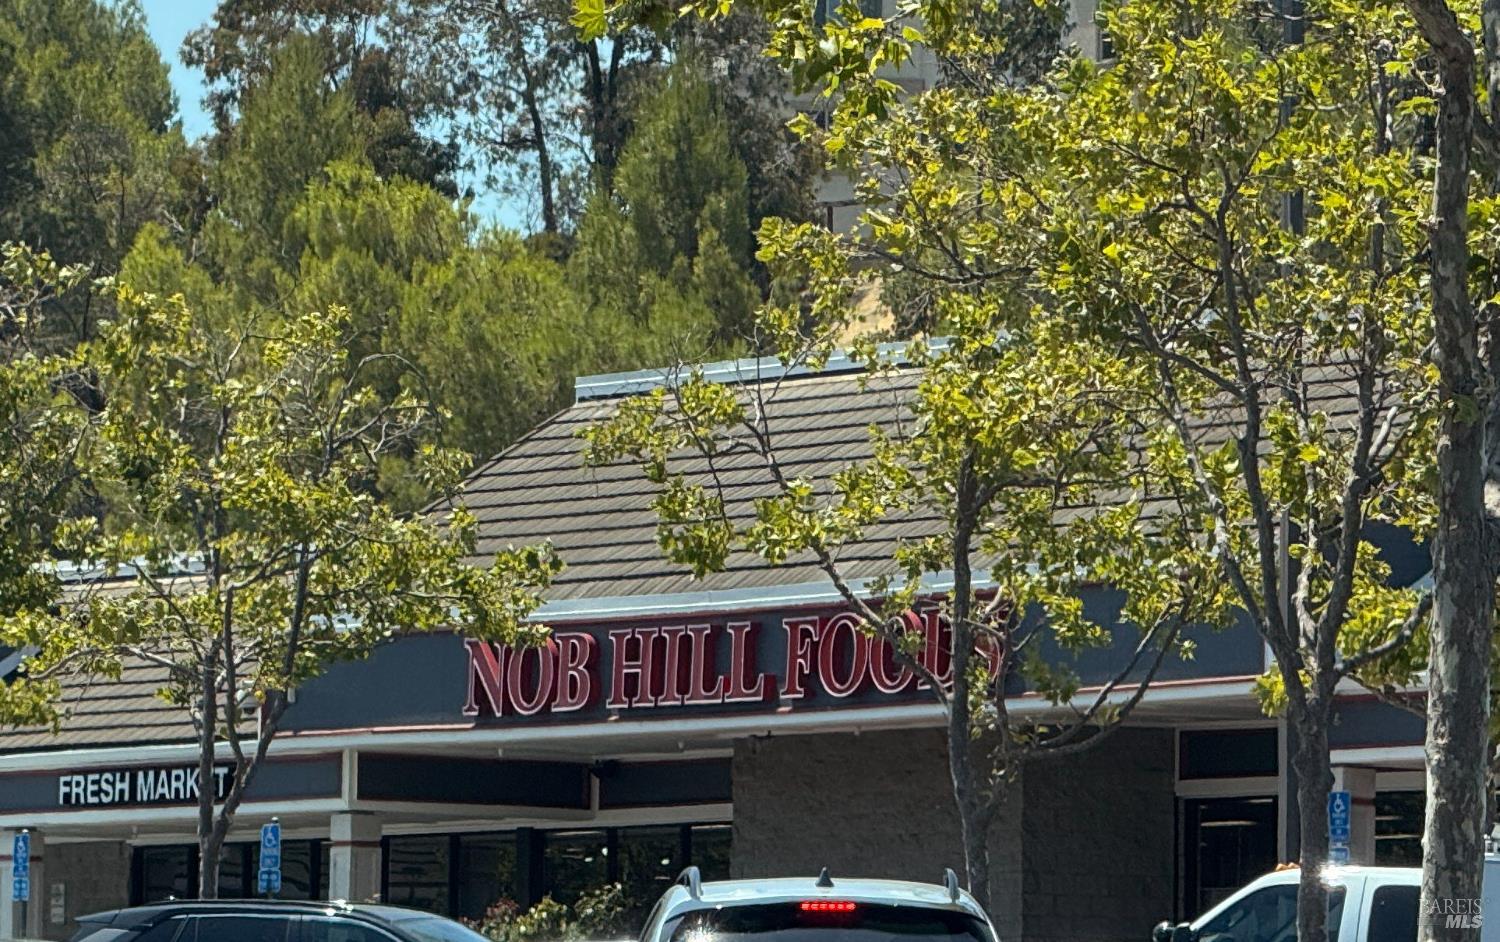 NOB HILL FOODS
FRESH MARKET
BAREIS
MLS